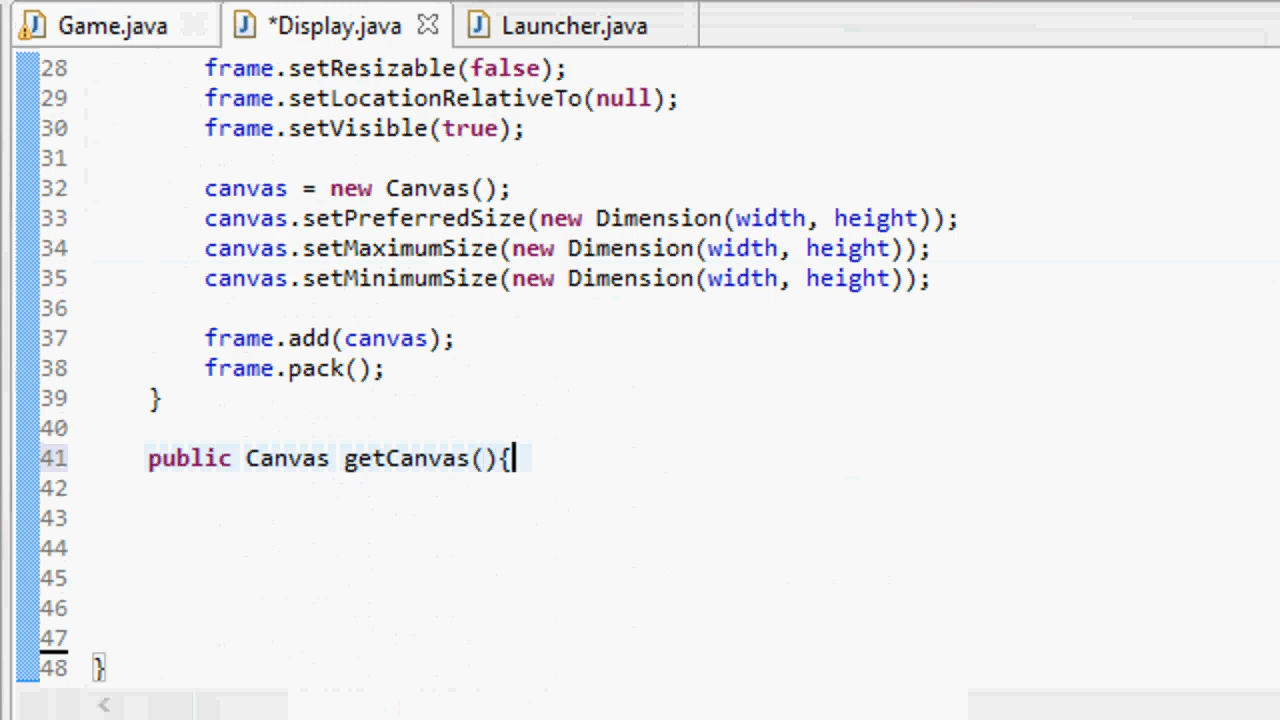 Game.java *Display.java Launcher.java
28 frame.setResizable(false);
29 frame.setLocationRelativeTo(null);
30 frame.setVisible(true);
31
32 canvas = new Canvas();
33 canvas.setPreferredSize(new Dimension(width, height));
34 canvas.setMaximumSize(new Dimension(width, height));
35 canvas.setMinimumSize(new Dimension(width, height));
36
37 frame.add(canvas);
38 frame.pack();
39 }
40
41 public Canvas getCanvas(){
42
43
44
45
46
47
48 }